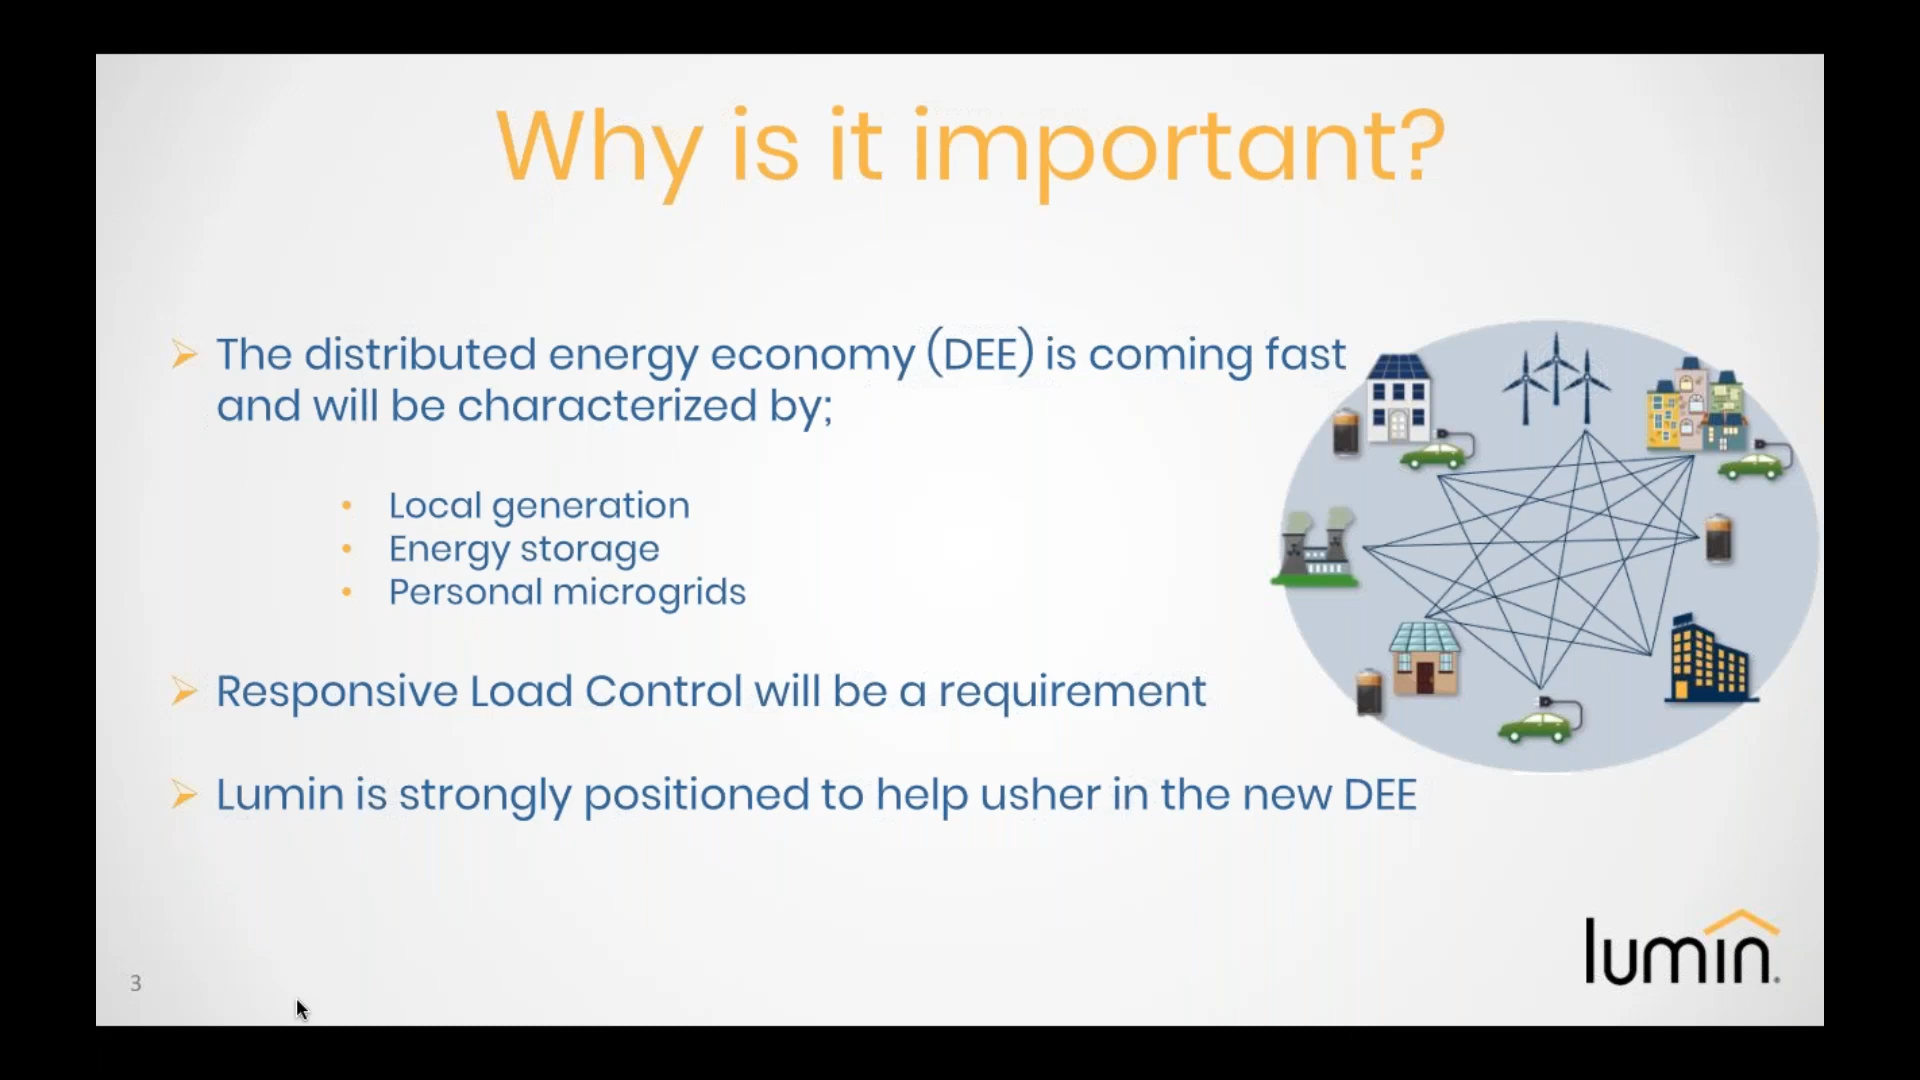 Why is it important?
The distributed energy economy (DEE) is coming fast
and will be characterized by;
Local generation
Energy storage
Personal microgrids
Responsive Load Control will be a requirement
Lumin is strongly positioned to help usher in the new DEE
lumin
3